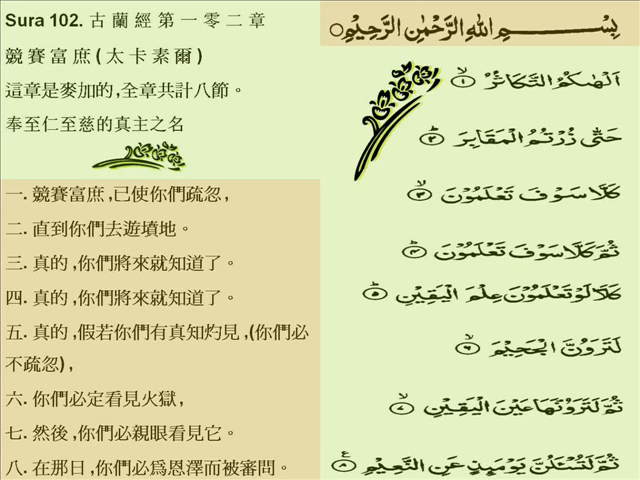 Sura 102. 古蘭經第一零二章
競賽富庶(太卡素爾)
這章是麥加的,全章共計八節。
奉至仁至慈的真主之名
一. 競賽富庶,已使你們疏忽,
二. 直到你們去遊墳地。
三. 真的,你們將來就知道了。
四. 真的,你們將來就知道了。
五. 真的,假若你們有真知灼見,(你們必
不疏忽),
六. 你們必定看見火獄,
七. 然後,你們必親眼看見它。
八. 在那日,你們必爲恩澤而被審問。
بِسْمِ اللهِ الرَّحْمٰنِ الرَّحِيْمِ
اَلْهٰىكُمُ التَّكَاثُرُ ۙ﴿١﴾
حَتّٰى زُرْتُمُ الْمَقَابِرَ ؕ﴿٢﴾
كَلَّا سَوْفَ تَعْلَمُوْنَ ۙ﴿٣﴾
ثُمَّ كَلَّا سَوْفَ تَعْلَمُوْنَ ؕ﴿٤﴾
كَلَّا لَوْ تَعْلَمُوْنَ عِلْمَ الْيَقِيْنِ ؕ﴿٥﴾
لَتَرَوُنَّ الْجَحِيْمَ ۙ﴿٦﴾
ثُمَّ لَتَرَوُنَّهَا عَيْنَ الْيَقِيْنِ ۙ﴿٧﴾
ثُمَّ لَتُسْـَٔلُنَّ يَوْمَىِٕذٍ عَنِ النَّعِيْمِ ﴿٨﴾